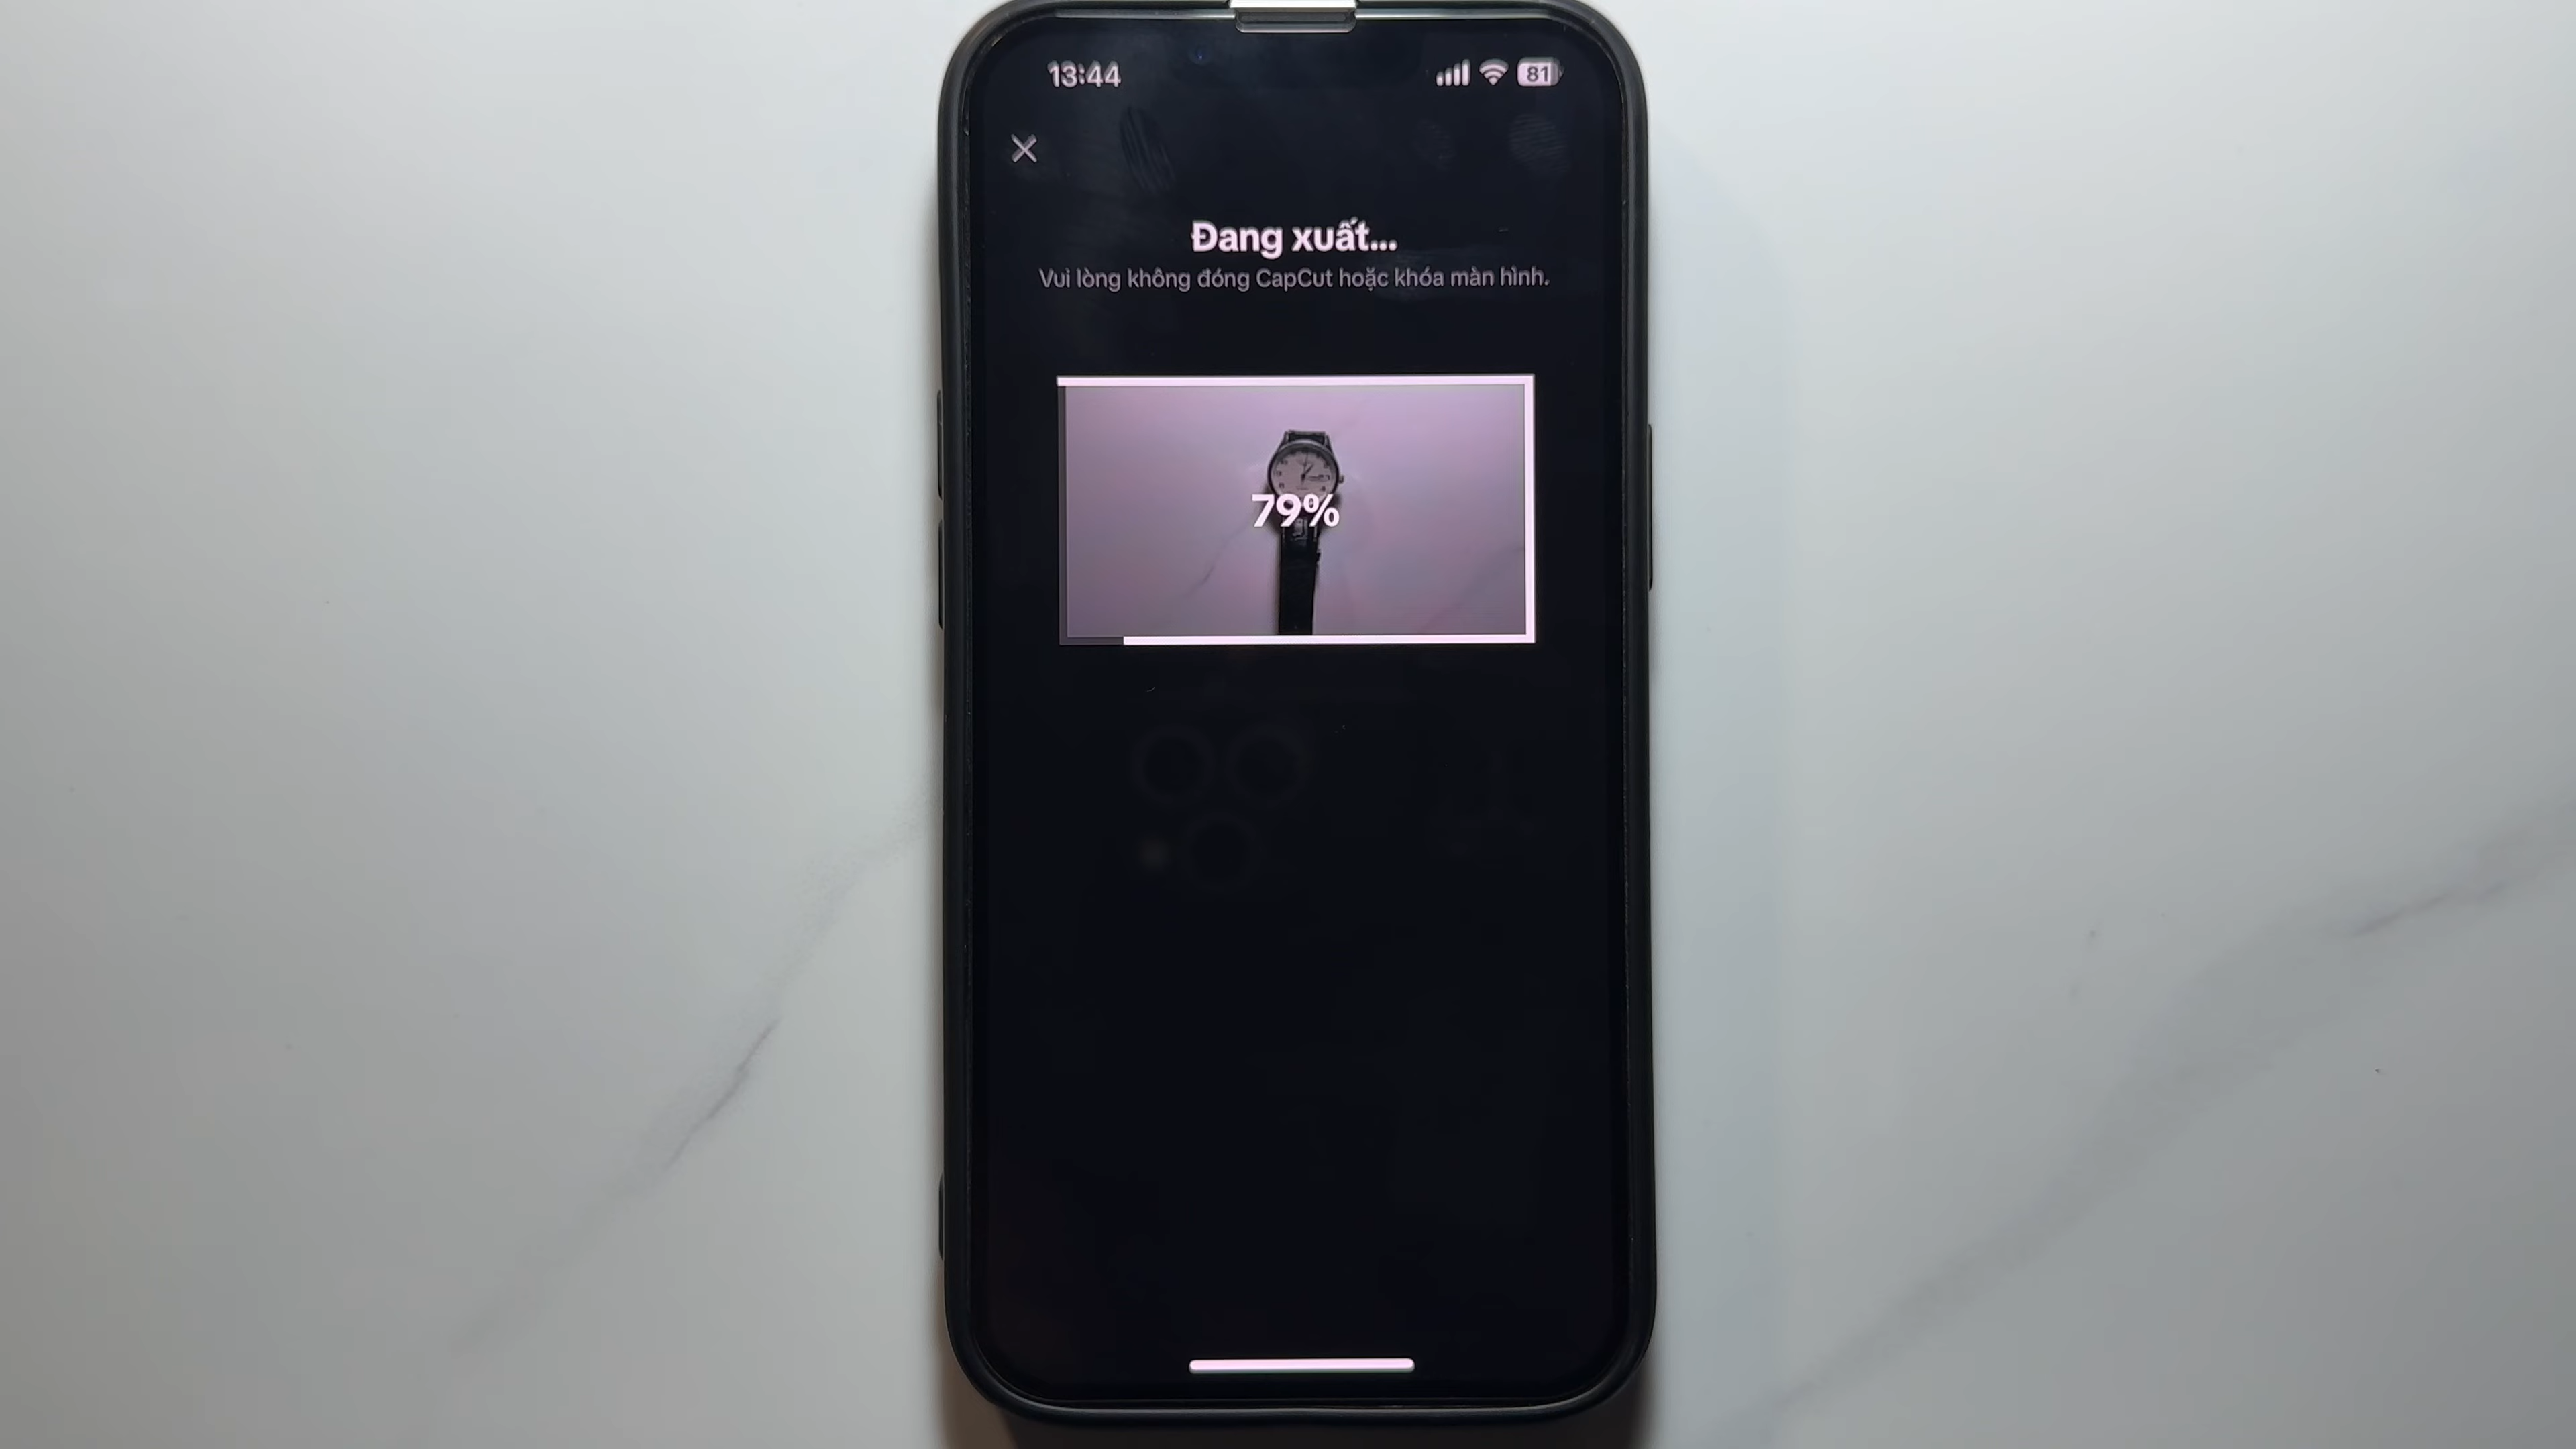 13:44
81
Đang xuất...
Vui lòng không đóng CapCut hoặc khóa màn hình.
79%